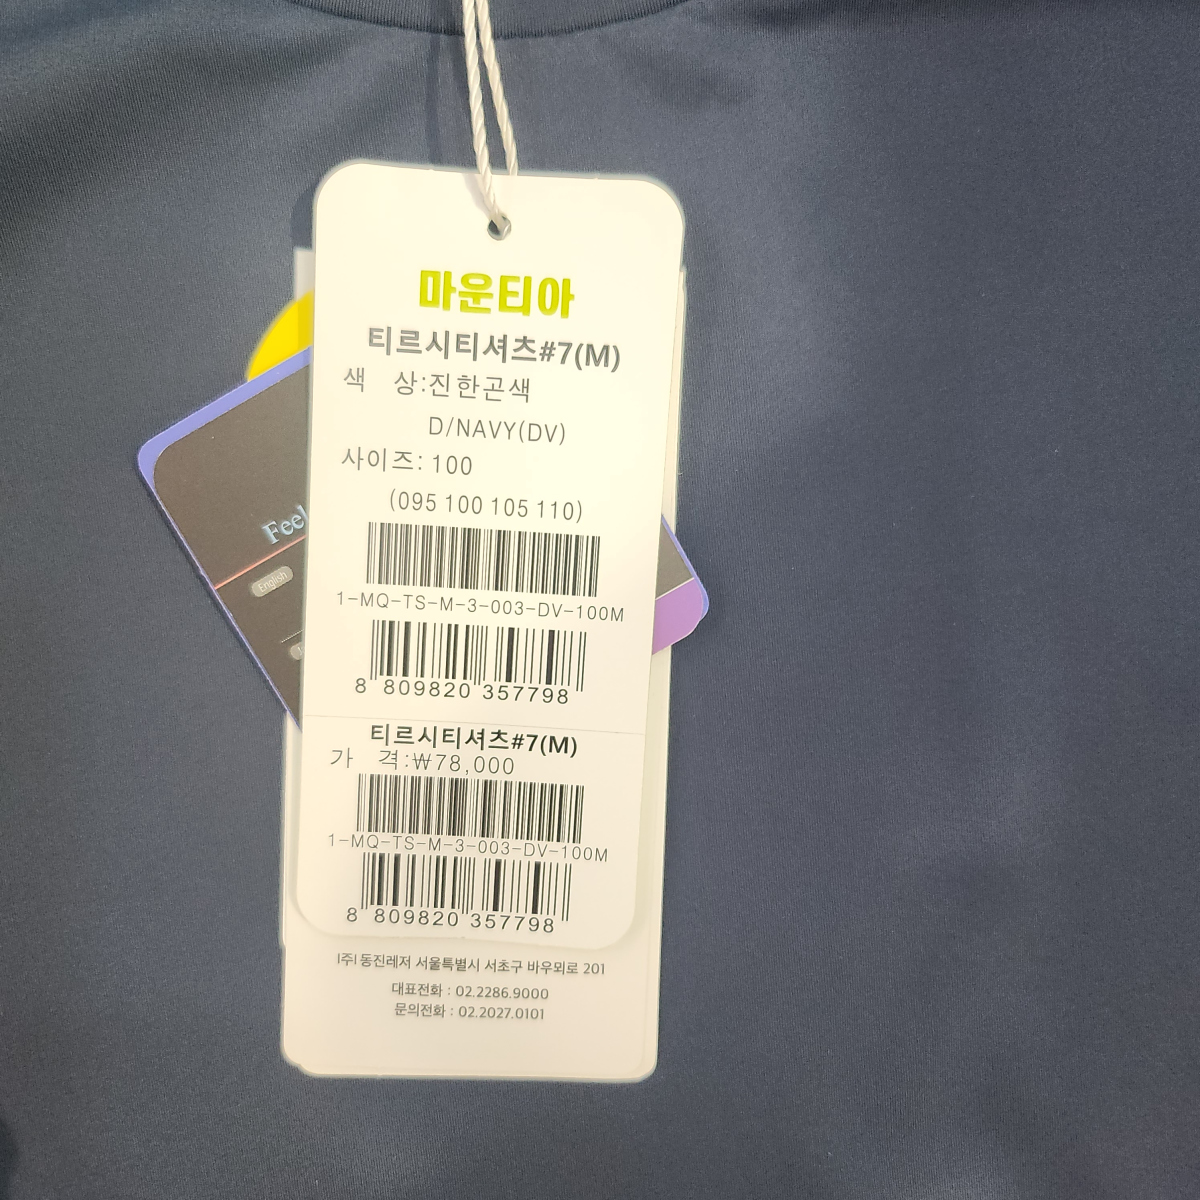 마운티아
티르시티셔츠#7(M)
색 상:진한곤색
D/NAVY(DV)
사이즈: 100
(095 100 105 110)
1-MQ-TS-M-3-003-DV-100M
8 809820 357798
티르시티셔츠#7(M)
가 격:₩78,000
1-MQ-TS-M-3-003-DV-100M
8 809820 357798
(주)동진레저 서울특별시 서초구 바우뫼로 201
대표전화 : 02.2286.9000
문의전화 : 02.2027.0101
Feel
English